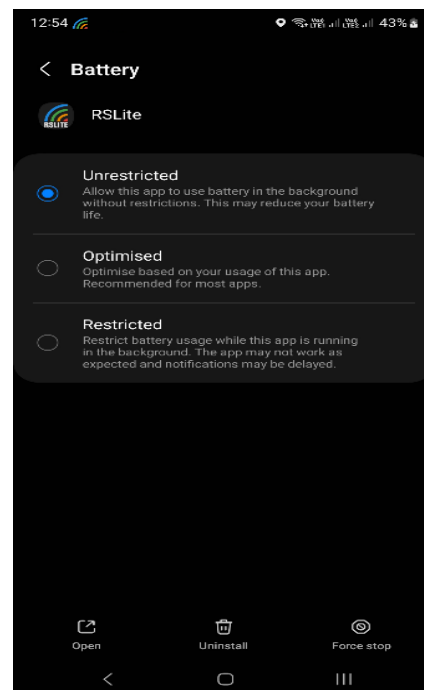 12:54 43%
Battery
RSLITE
RSLite
Unrestricted
Allow this app to use battery in the background
without restrictions. This may reduce your battery
life.
Optimised
Optimise based on your usage of this app.
Recommended for most apps.
Restricted
Restrict battery usage while this app is running
in the background. The app may not work as
expected and notifications may be delayed.
Open Uninstall Force stop